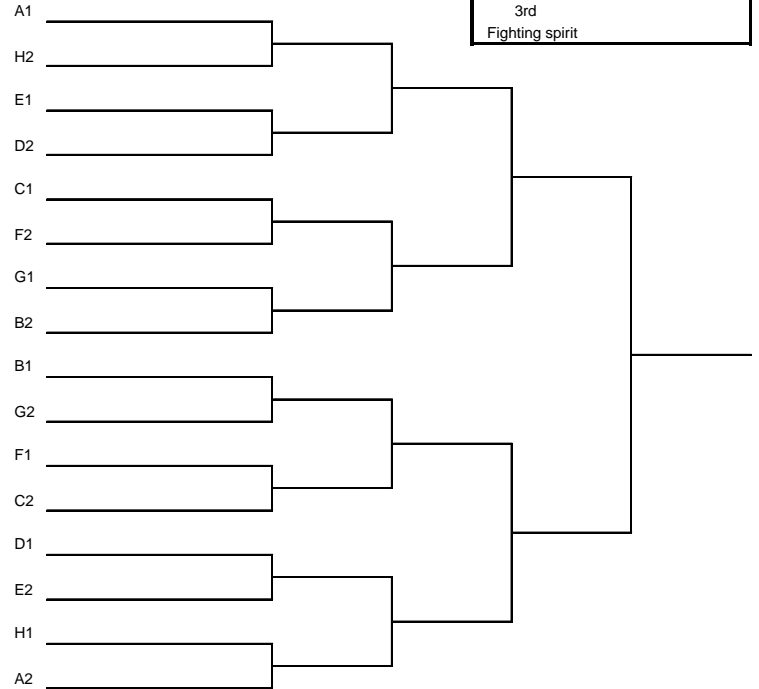 A1
3rd
Fighting spirit
H2
E1
D2
C1
F2
G1
B2
B1
G2
F1
C2
D1
E2
H1
A2